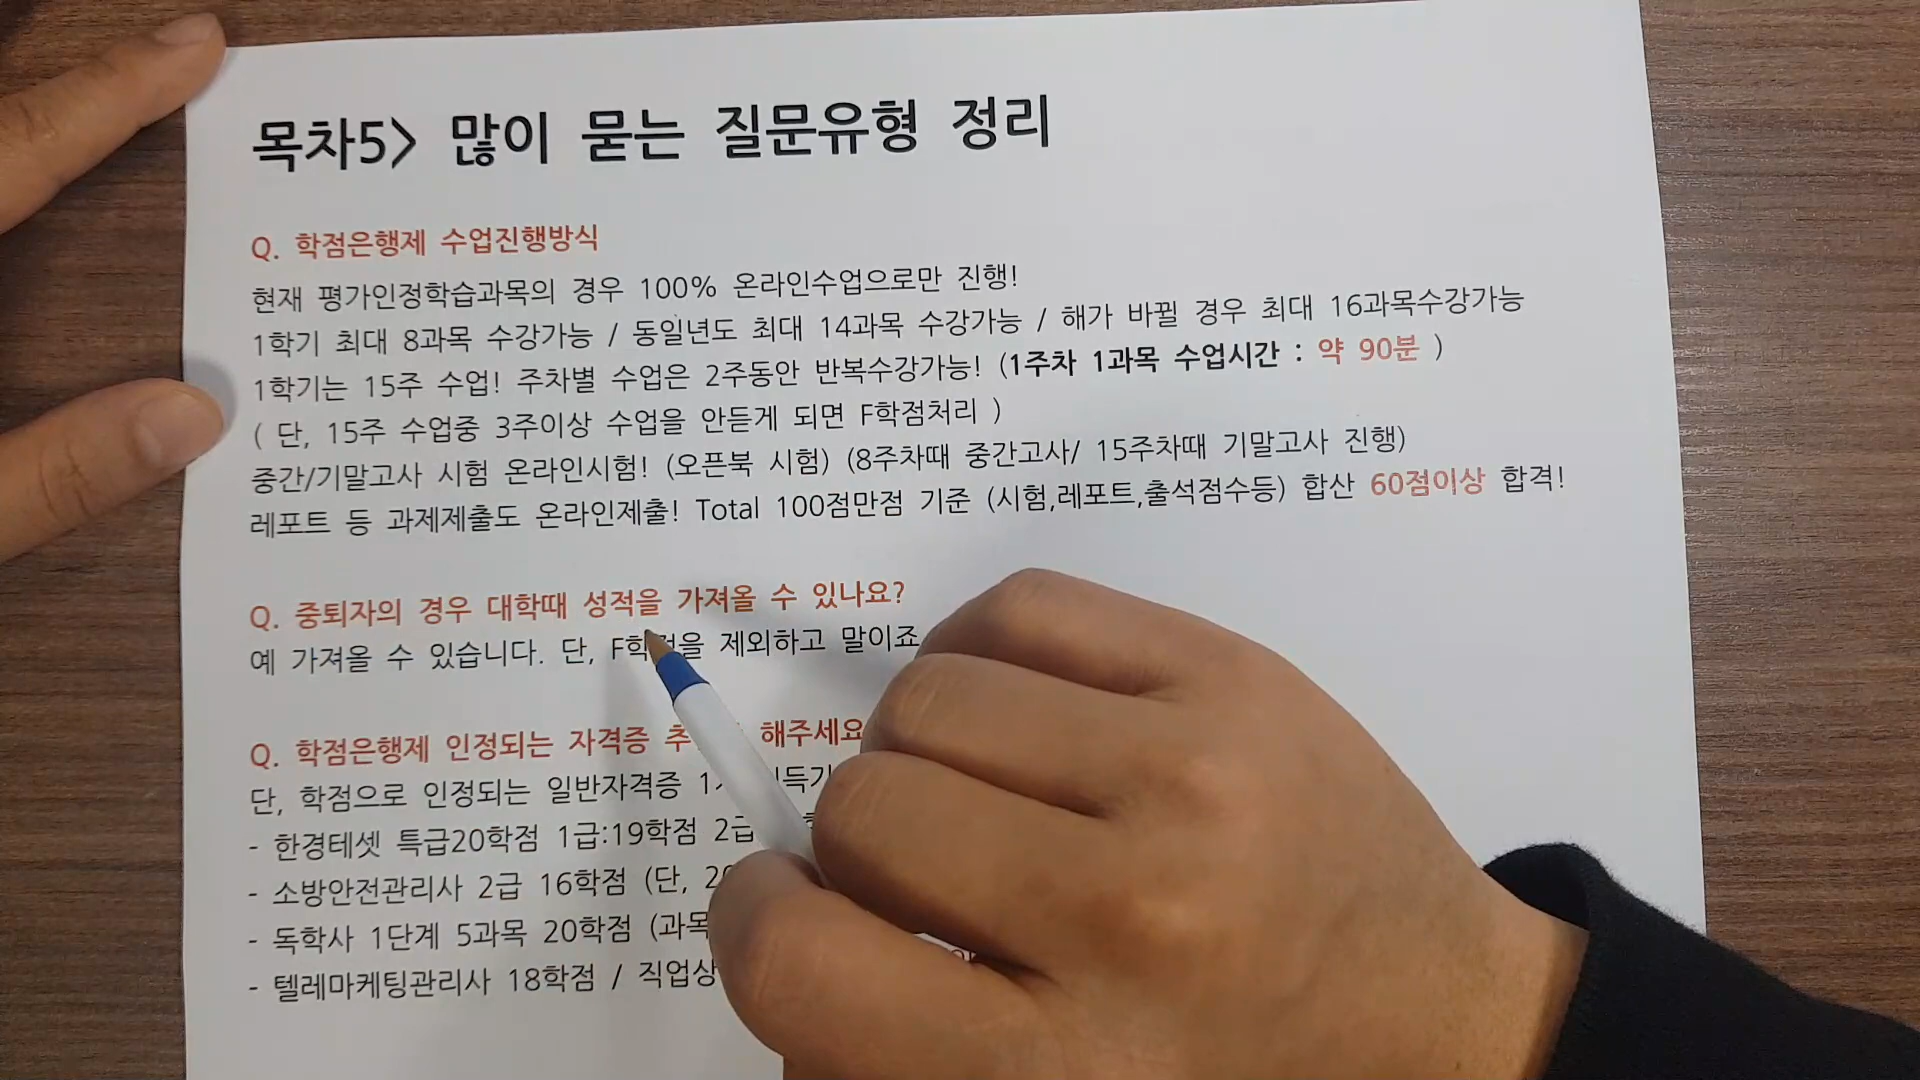 목차5> 많이 묻는 질문유형 정리
Q. 학점은행제 수업진행방식
현재 평가인정학습과목의 경우 100% 온라인수업으로만 진행!
1학기 최대 8과목 수강가능 / 동일년도 최대 14과목 수강가능 / 해가 바뀔 경우 최대 16과목수강가능
1학기는 15주 수업! 주차별 수업은 2주동안 반복수강가능! (1주차 1과목 수업시간 : 약 90분 )
( 단, 15주 수업중 3주이상 수업을 안듣게 되면 F학점처리 )
중간/기말고사 시험 온라인시험! (오픈북 시험) (8주차때 중간고사/ 15주차때 기말고사 진행)
레포트 등 과제제출도 온라인제출! Total 100점만점 기준 (시험,레포트,출석점수등) 합산 60점이상 합격!
Q. 중퇴자의 경우 대학때 성적을 가져올 수 있나요?
예 가져올 수 있습니다. 단, F학점을 제외하고 말이죠
Q. 학점은행제 인정되는 자격증 해주세요
단, 학점으로 인정되는 일반자격증
- 한경테셋 특급20학점 1급:19학점 2급
- 소방안전관리사 2급 16학점 (단,
- 독학사 1단계 5과목 20학점 (과목
- 텔레마케팅관리사 18학점 / 직업상